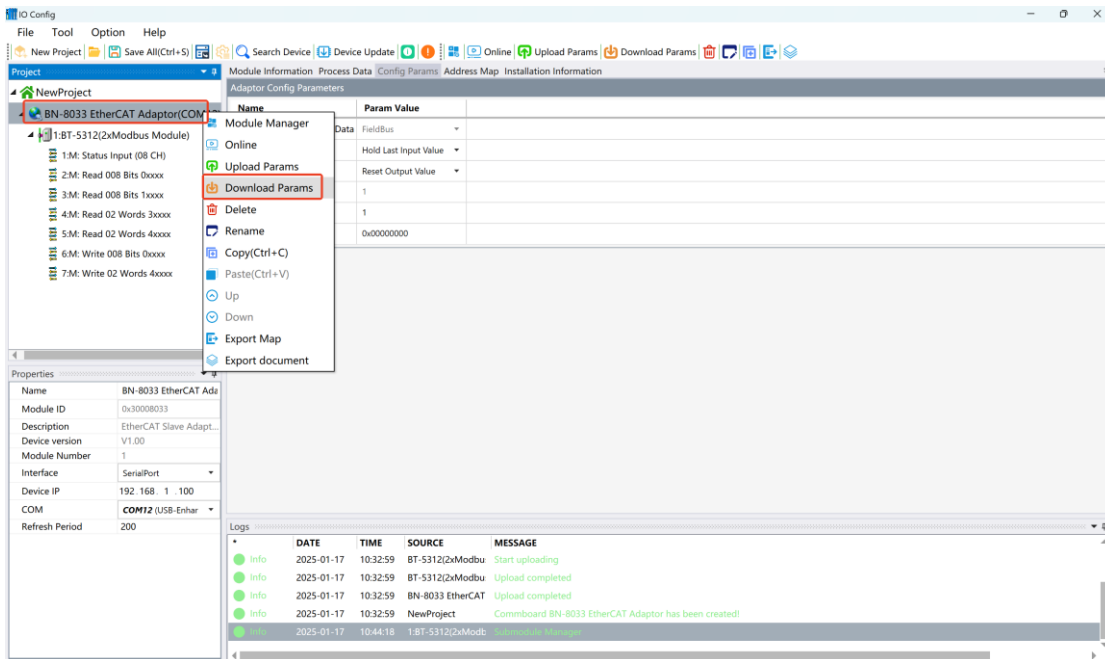 IO Config
File Tool Option Help
New Project Save All(Ctrl+S) Search Device Device Update Online Upload Params Download Params
Project
Module Information Process Data Config Params Address Map Installation Information
NewProject
BN-8033 EtherCAT Adaptor(COM
1:BT-5312(2xModbus Module)
1:M: Status Input (08 CH)
2:M: Read 008 Bits 0xxxx
3:M: Read 008 Bits 1xxxx
4:M: Read 02 Words 3xxxx
5:M: Read 02 Words 4xxxx
6:M: Write 008 Bits 0xxxx
7:M: Write 02 Words 4xxxx
Adaptor Config Parameters
Name Param Value
Data FieldBus
Hold Last Input Value
Reset Output Value
1
1
0x00000000
Module Manager
Online
Upload Params
Download Params
Delete
Rename
Copy(Ctrl+C)
Paste(Ctrl+V)
Up
Down
Export Map
Export document
Properties
Name BN-8033 EtherCAT Ada
Module ID 0x30008033
Description EtherCAT Slave Adapt...
Device version V1.00
Module Number 1
Interface SerialPort
Device IP 192.168. 1 .100
COM COM12 (USB-Enhar
Refresh Period 200
Logs
* DATE TIME SOURCE MESSAGE
Info 2025-01-17 10:32:59 BT-5312(2xModbu: Start uploading
Info 2025-01-17 10:32:59 BT-5312(2xModbu: Upload completed
Info 2025-01-17 10:32:59 BN-8033 EtherCAT Upload completed
Info 2025-01-17 10:32:59 NewProject Commboard BN-8033 EtherCAT Adaptor has been created!
Info 2025-01-17 10:44:18 1:BT-5312(2xModb Submodule Manager